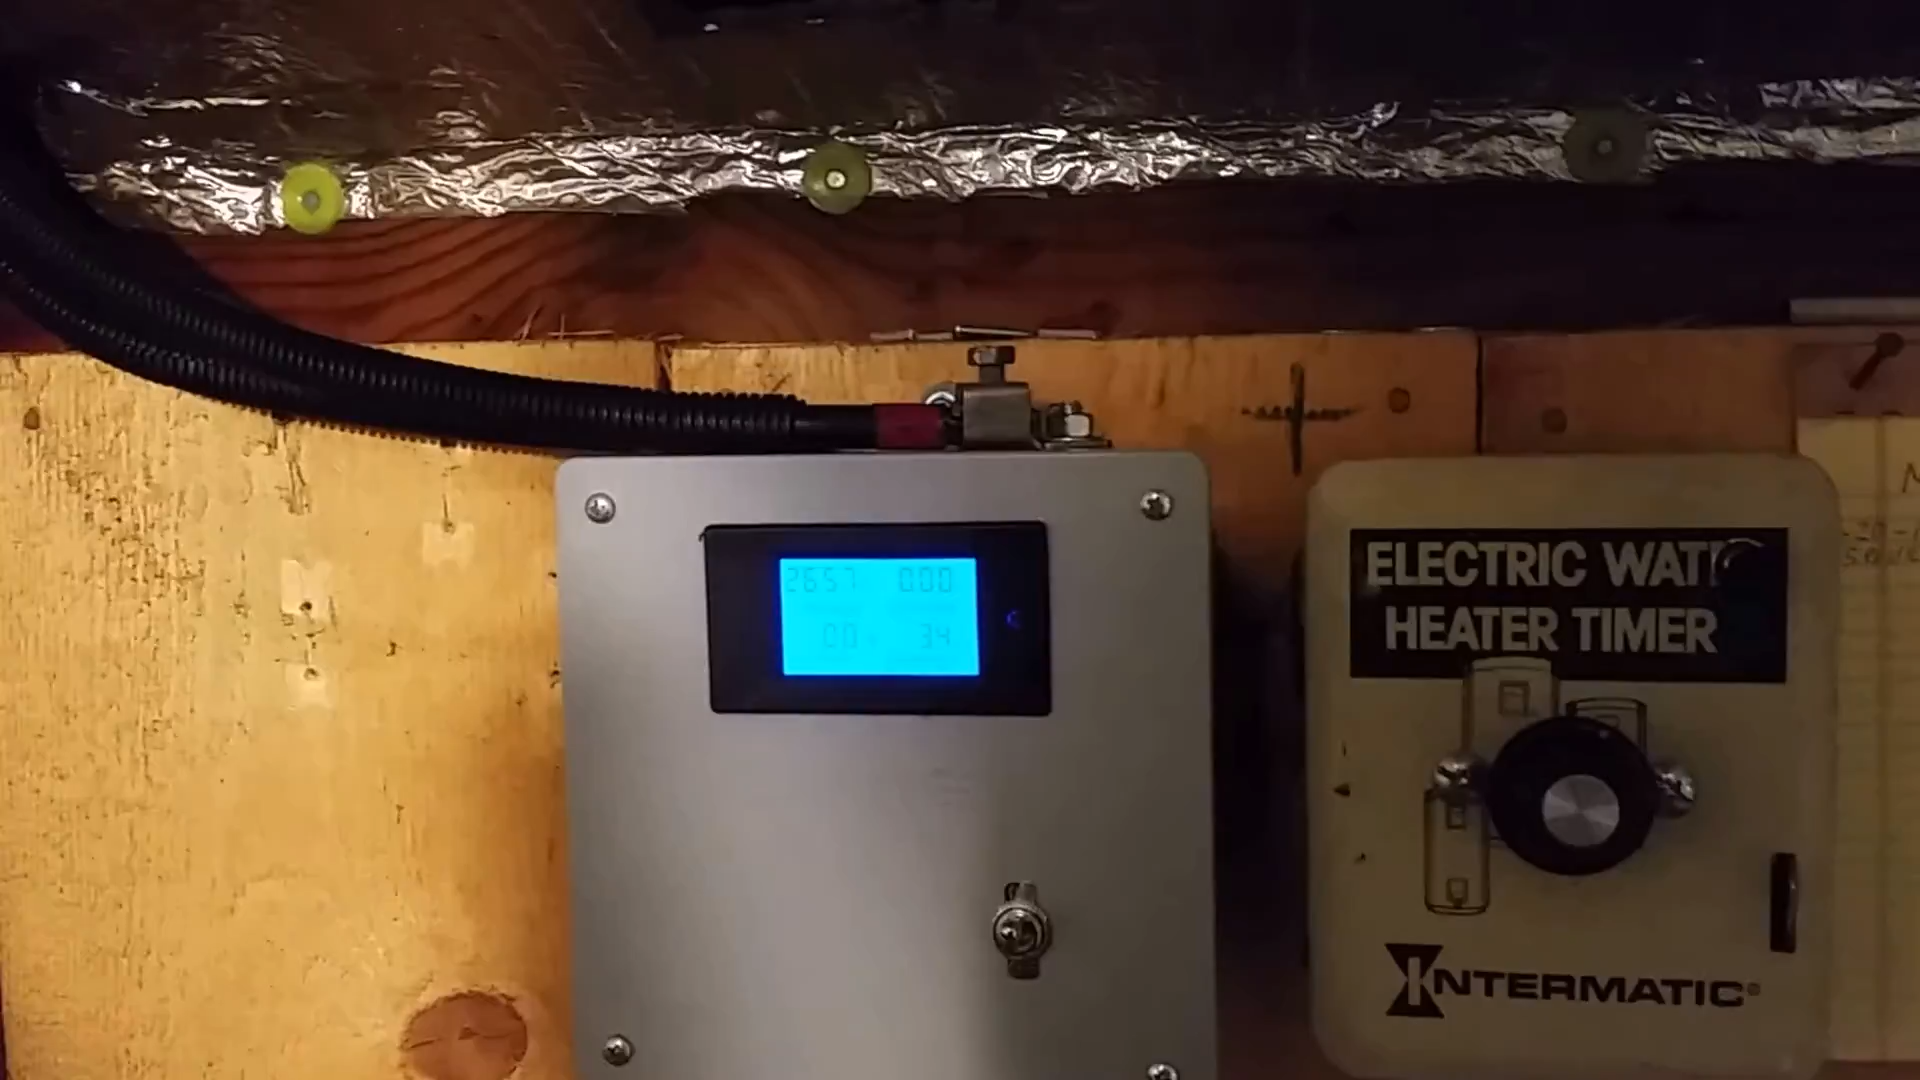 2657 0.00
0.0 34
ELECTRIC WAT
HEATER TIMER
INTERMATIC®